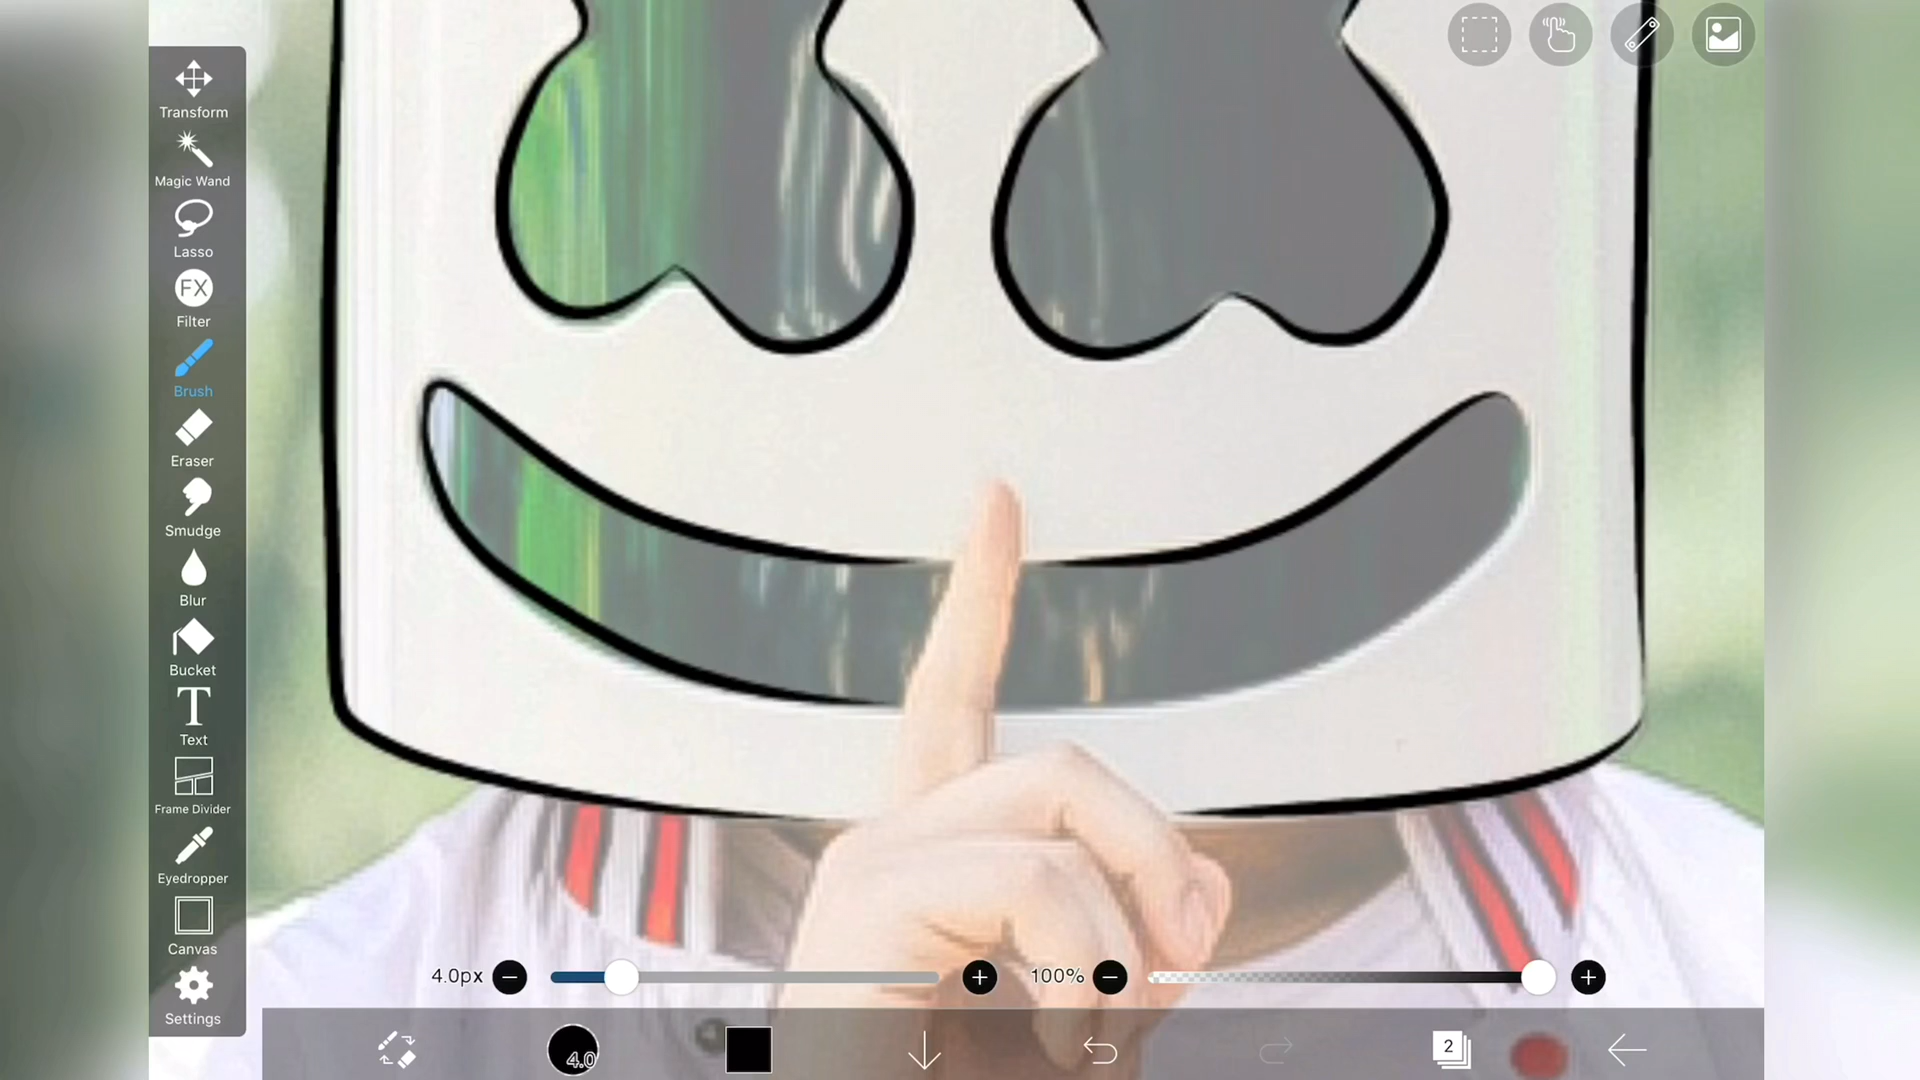 Transform
Magic Wand
Lasso
FX
Filter
Brush
Eraser
Smudge
Blur
Bucket
T
Text
Frame Divider
Eyedropper
Canvas
Settings
4.0px
100%
4.0
2